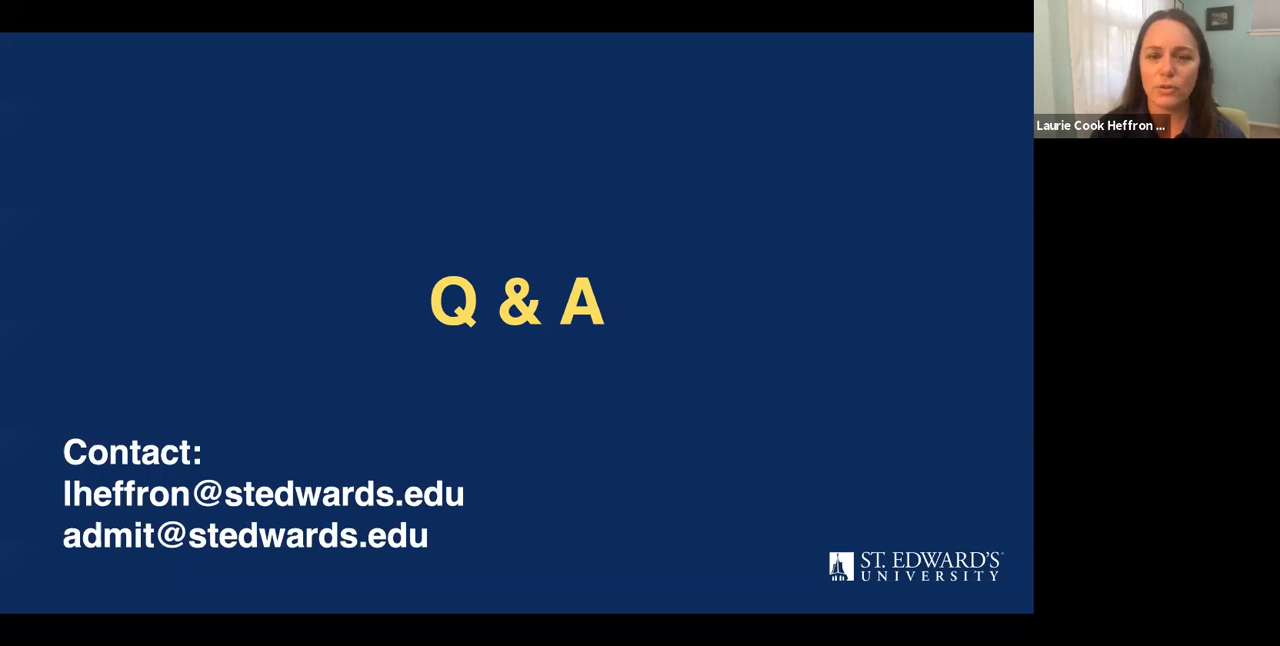 Laurie Cook Heffron ...
Q & A
Contact:
lheffron@stedwards.edu
admit@stedwards.edu
ST. EDWARD'S
UNIVERSITY